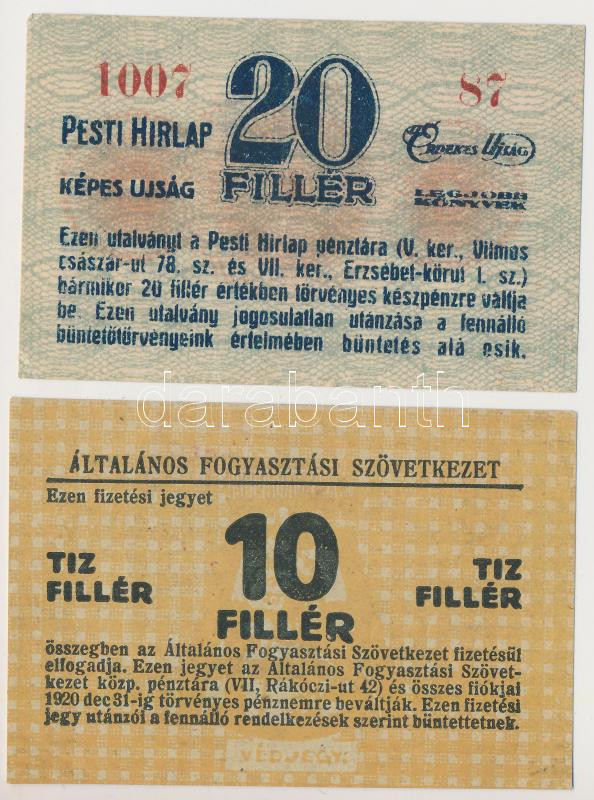 1007 20 87
PESTI HIRLAP
Érdekes Ujság
KÉPES UJSÁG FILLÉR LEGJOBB
KÖNYVEK
Ezen utalványt a Pesti Hirlap pénztára (V. ker., Vilmos
császár-ut 78. sz. és VII. ker., Erzsébet-körut I. sz.)
bármikor 20 fillér értékben törvényes készpénzre váltja
be. Ezen utalvány jogosulatlan utánzása a fennálló
büntetötörvényeink értelmében büntetés alá esik.
darabanth
ÁLTALÁNOS FOGYASZTÁSI SZÖVETKEZET
Ezen fizetési jegyet
10
TIZ
FILLÉR
TIZ
FILLÉR
FILLÉR
összegben az Általános Fogyasztási Szövetkezet fizetésül
elfogadja. Ezen jegyet az Általános Fogyasztási Szövet-
kezet közp. pénztára (VII, Rákóczi-ut 42) és összes fiókjai
1920 dec 31-ig törvényes pénznemre beváltják. Ezen fizetési
jegy utánzói a fennálló rendelkezések szerint büntettetnek.
VÉDJEGY